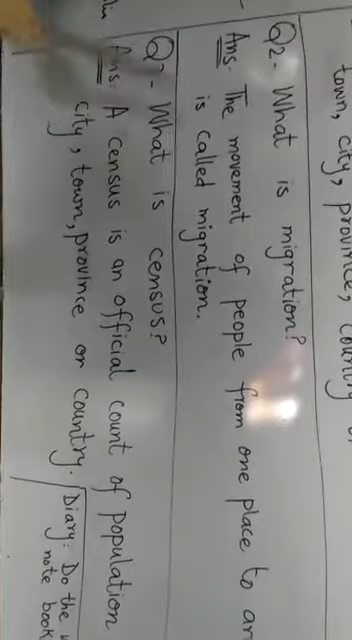 town, city, province, country
Q2- What is migration?
Ans. The movement of people from one place to an
is called migration.
What is census?
Ans: A census is an official count of population
city, town, province or country.
Diary: Do the
note book